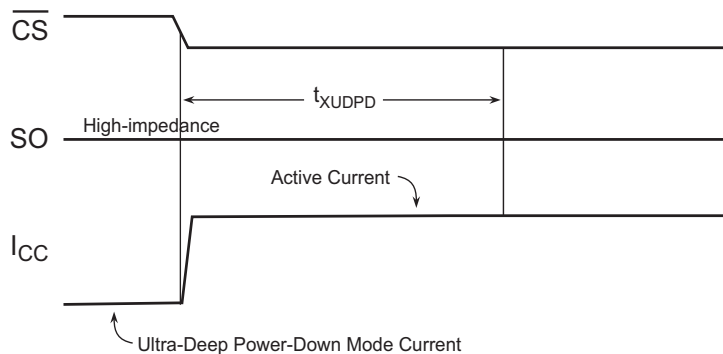 CS
tXUDPD
High-impedance
SO
Active Current
ICC
Ultra-Deep Power-Down Mode Current